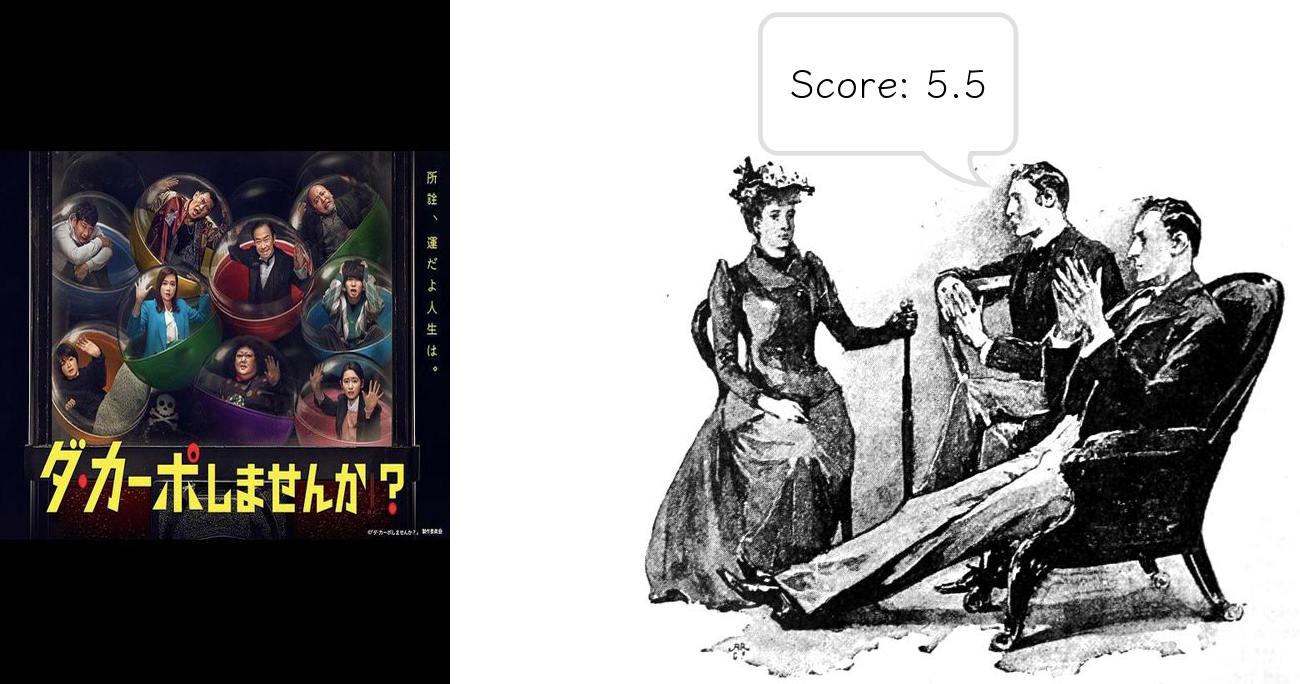 所詮、運だよ人生は。
ダ・カーポしませんか?
©「ダ・カーポしませんか?」製作委員会
Score: 5.5